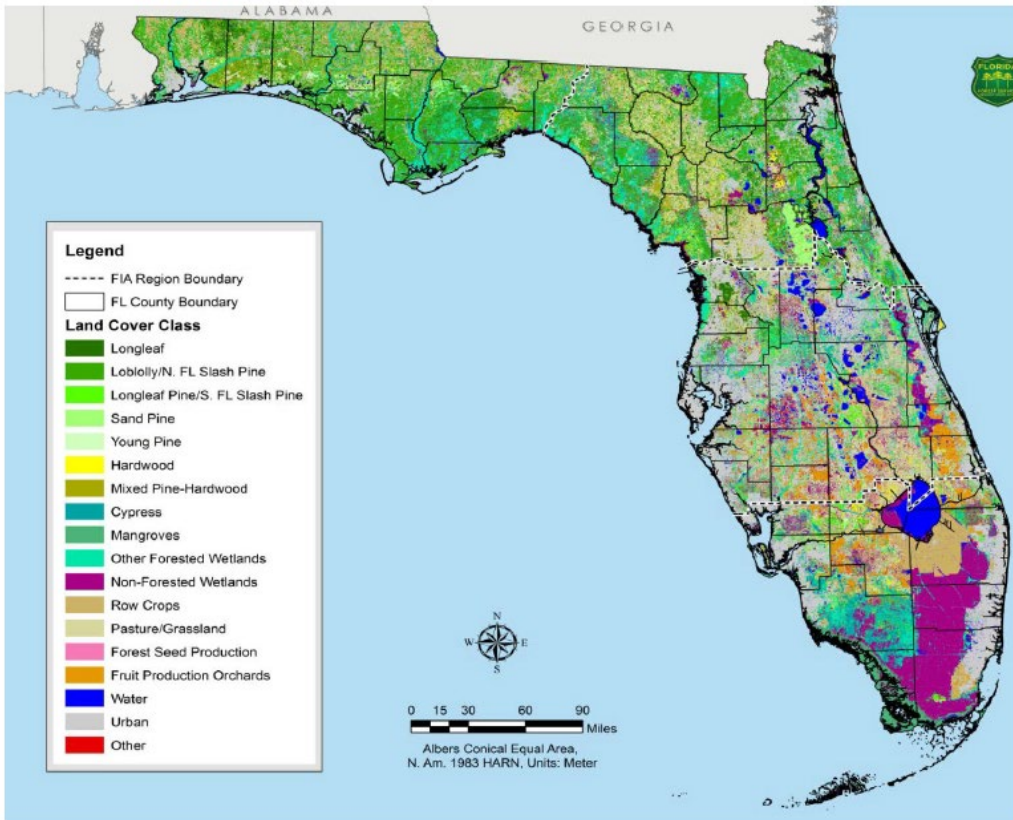 ALABAMA
GEORGIA
FLORIDA
Legend
FIA Region Boundary
FL County Boundary
Land Cover Class
Longleaf
Loblolly/N. FL Slash Pine
Longleaf Pine/S. FL Slash Pine
Sand Pine
Young Pine
Hardwood
Mixed Pine-Hardwood
Cypress
Mangroves
Other Forested Wetlands
Non-Forested Wetlands
Row Crops
Pasture/Grassland
Forest Seed Production
Fruit Production Orchards
Water
Urban
Other
N
W E
S
0 15 30 60 90
Miles
Albers Conical Equal Area,
N. Am. 1983 HARN, Units: Meter